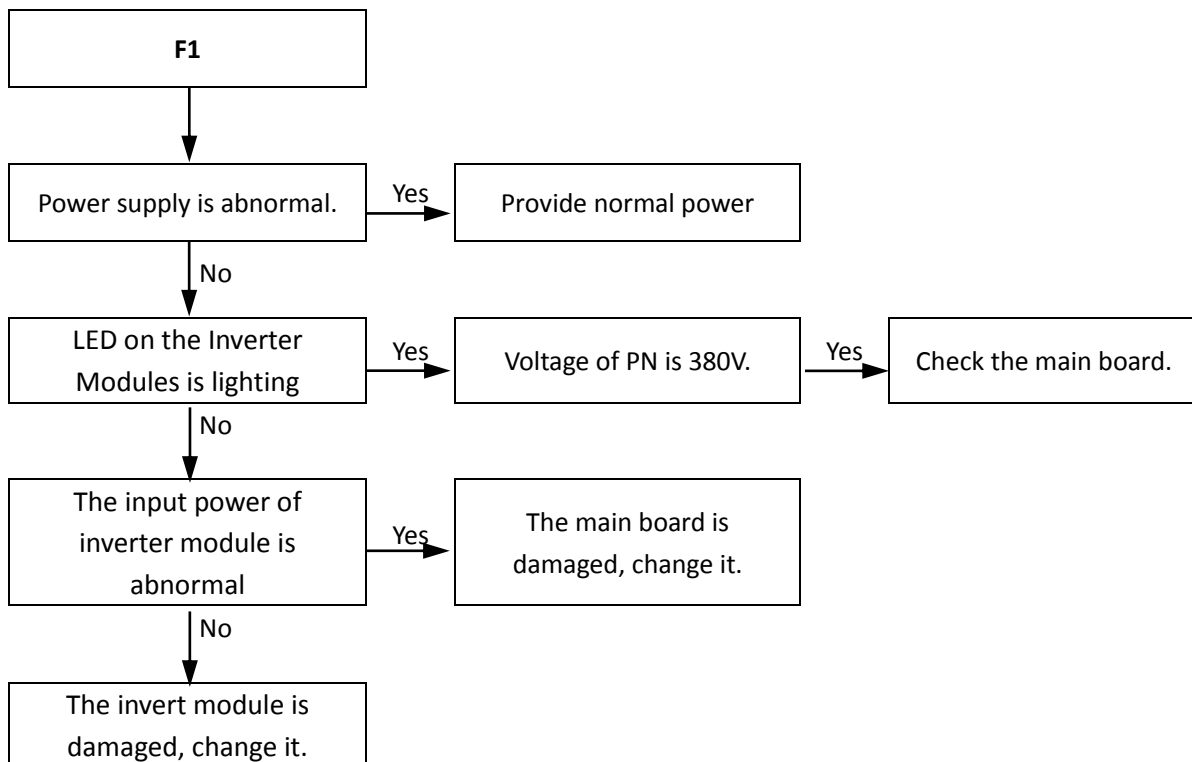 F1
Power supply is abnormal.
Yes
Provide normal power
No
LED on the Inverter
Modules is lighting
Yes
Voltage of PN is 380V.
Yes
Check the main board.
No
The input power of
inverter module is
abnormal
Yes
The main board is
damaged, change it.
No
The invert module is
damaged, change it.